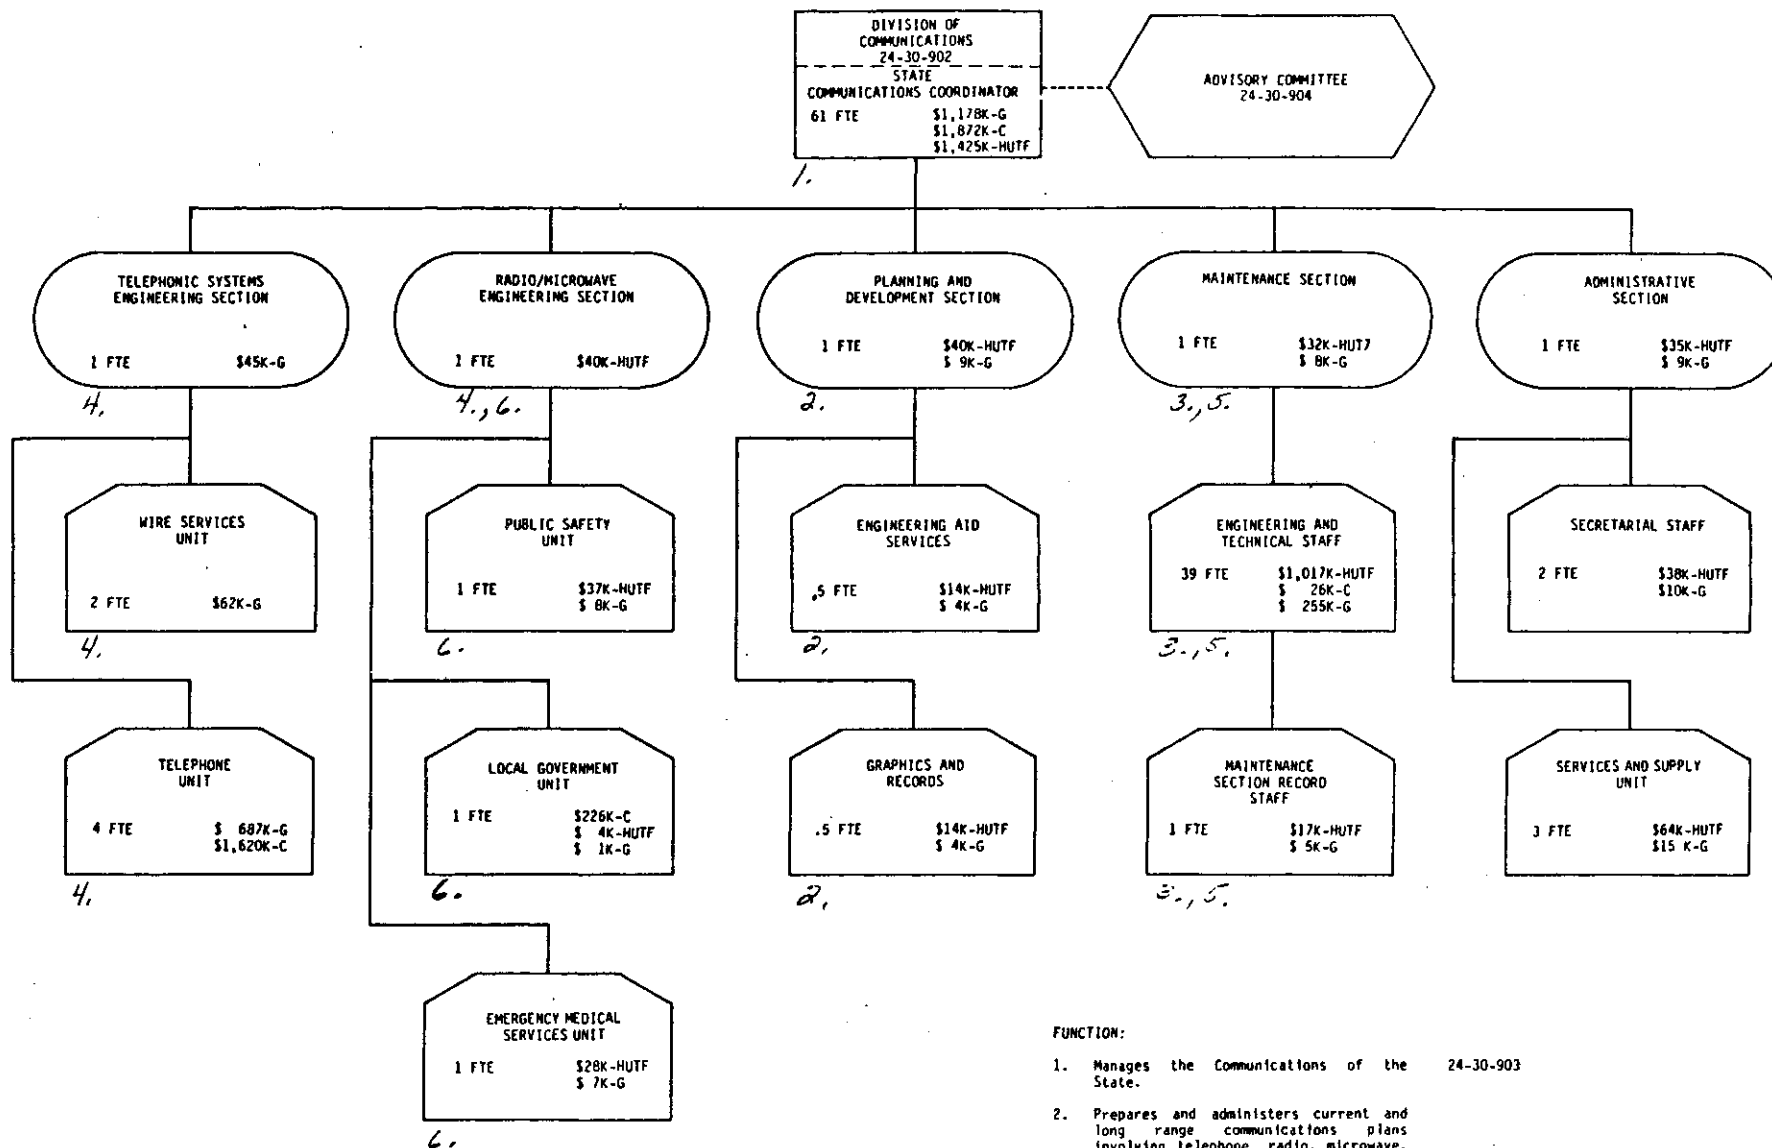 DIVISION OF
COMMUNICATIONS
24-30-902
STATE
COMMUNICATIONS COORDINATOR
61 FTE $1,178K-G
$1,872K-C
$1,425K-HUTF
1.
ADVISORY COMMITTEE
24-30-904
TELEPHONIC SYSTEMS
ENGINEERING SECTION
1 FTE $45K-G
4.
RADIO/MICROWAVE
ENGINEERING SECTION
1 FTE $40K-HUTF
4., 6.
PLANNING AND
DEVELOPMENT SECTION
1 FTE $40K-HUTF
$ 9K-G
2.
MAINTENANCE SECTION
1 FTE $32K-HUT7
$ 8K-G
3., 5.
ADMINISTRATIVE
SECTION
1 FTE $35K-HUTF
$ 9K-G
WIRE SERVICES
UNIT
2 FTE $62K-G
4.
PUBLIC SAFETY
UNIT
1 FTE $37K-HUTF
$ 8K-G
6.
ENGINEERING AID
SERVICES
.5 FTE $14K-HUTF
$ 4K-G
2.
ENGINEERING AND
TECHNICAL STAFF
39 FTE $1,017K-HUTF
$ 26K-C
$ 255K-G
3., 5.
SECRETARIAL STAFF
2 FTE $38K-HUTF
$10K-G
TELEPHONE
UNIT
4 FTE $ 687K-G
$1,620K-C
4.
LOCAL GOVERNMENT
UNIT
1 FTE $226K-C
$ 4K-HUTF
$ 1K-G
6.
GRAPHICS AND
RECORDS
.5 FTE $14K-HUTF
$ 4K-G
2.
MAINTENANCE
SECTION RECORD
STAFF
1 FTE $17K-HUTF
$ 5K-G
3., 5.
SERVICES AND SUPPLY
UNIT
3 FTE $64K-HUTF
$15 K-G
EMERGENCY MEDICAL
SERVICES UNIT
1 FTE $28K-HUTF
$ 7K-G
6.
FUNCTION:
1. Manages the Communications of the 24-30-903
State.
2. Prepares and administers current and
long range communications plans
involving telephone, radio, microwave,